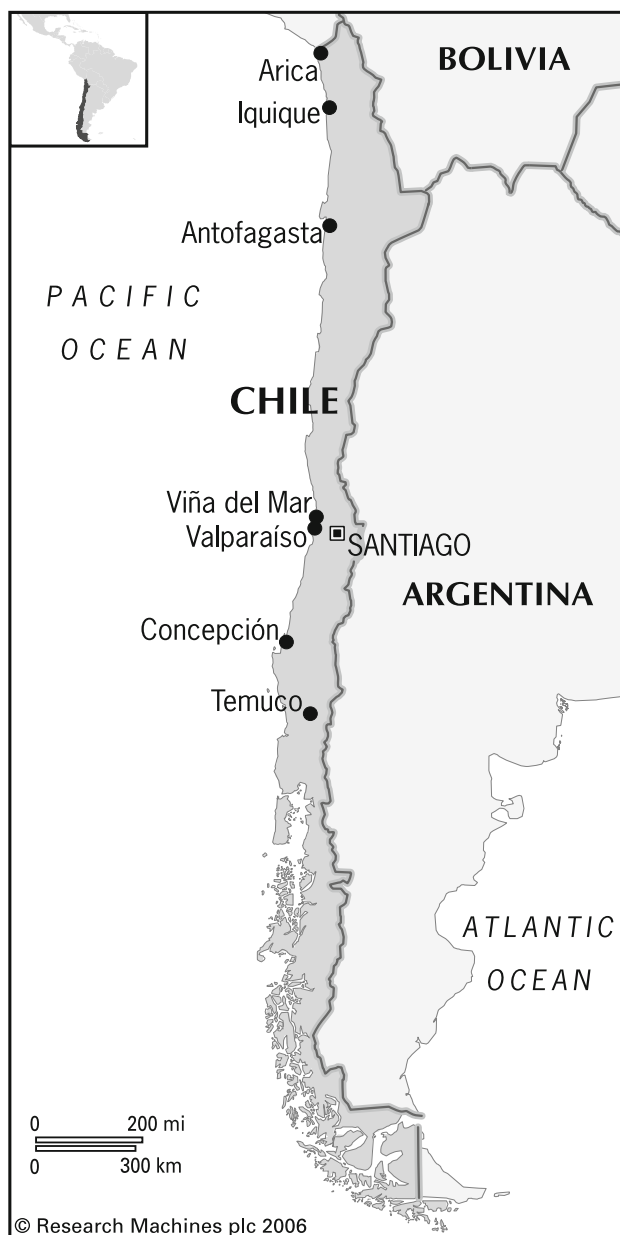 BOLIVIA
Arica
Iquique
Antofagasta
PACIFIC
OCEAN
CHILE
Viña del Mar
Valparaíso
SANTIAGO
ARGENTINA
Concepción
Temuco
ATLANTIC
OCEAN
0 200 mi
0 300 km
© Research Machines plc 2006